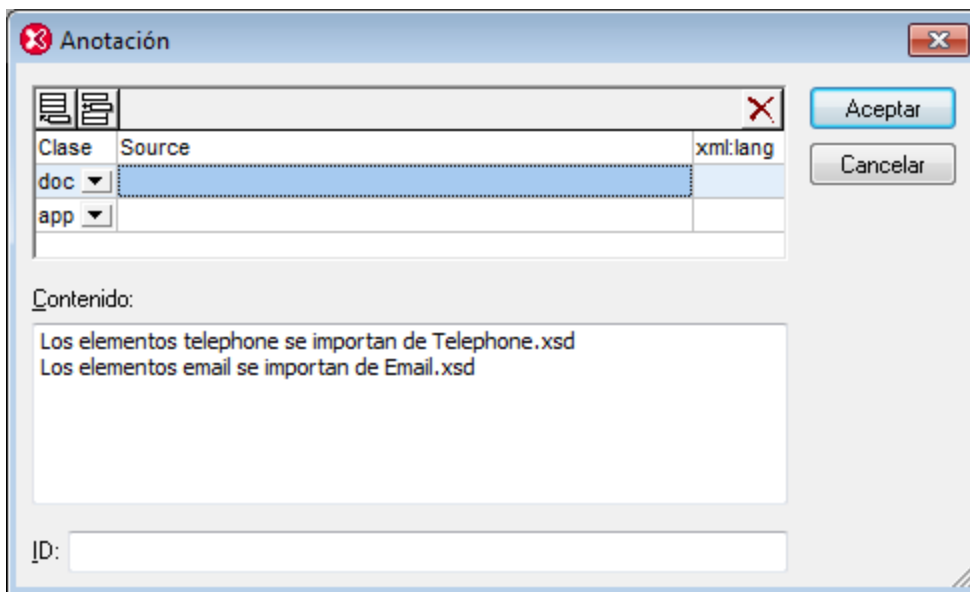 Anotación
Aceptar
Clase Source xml:lang
Cancelar
doc
app
Contenido:
Los elementos telephone se importan de Telephone.xsd
Los elementos email se importan de Email.xsd
ID: